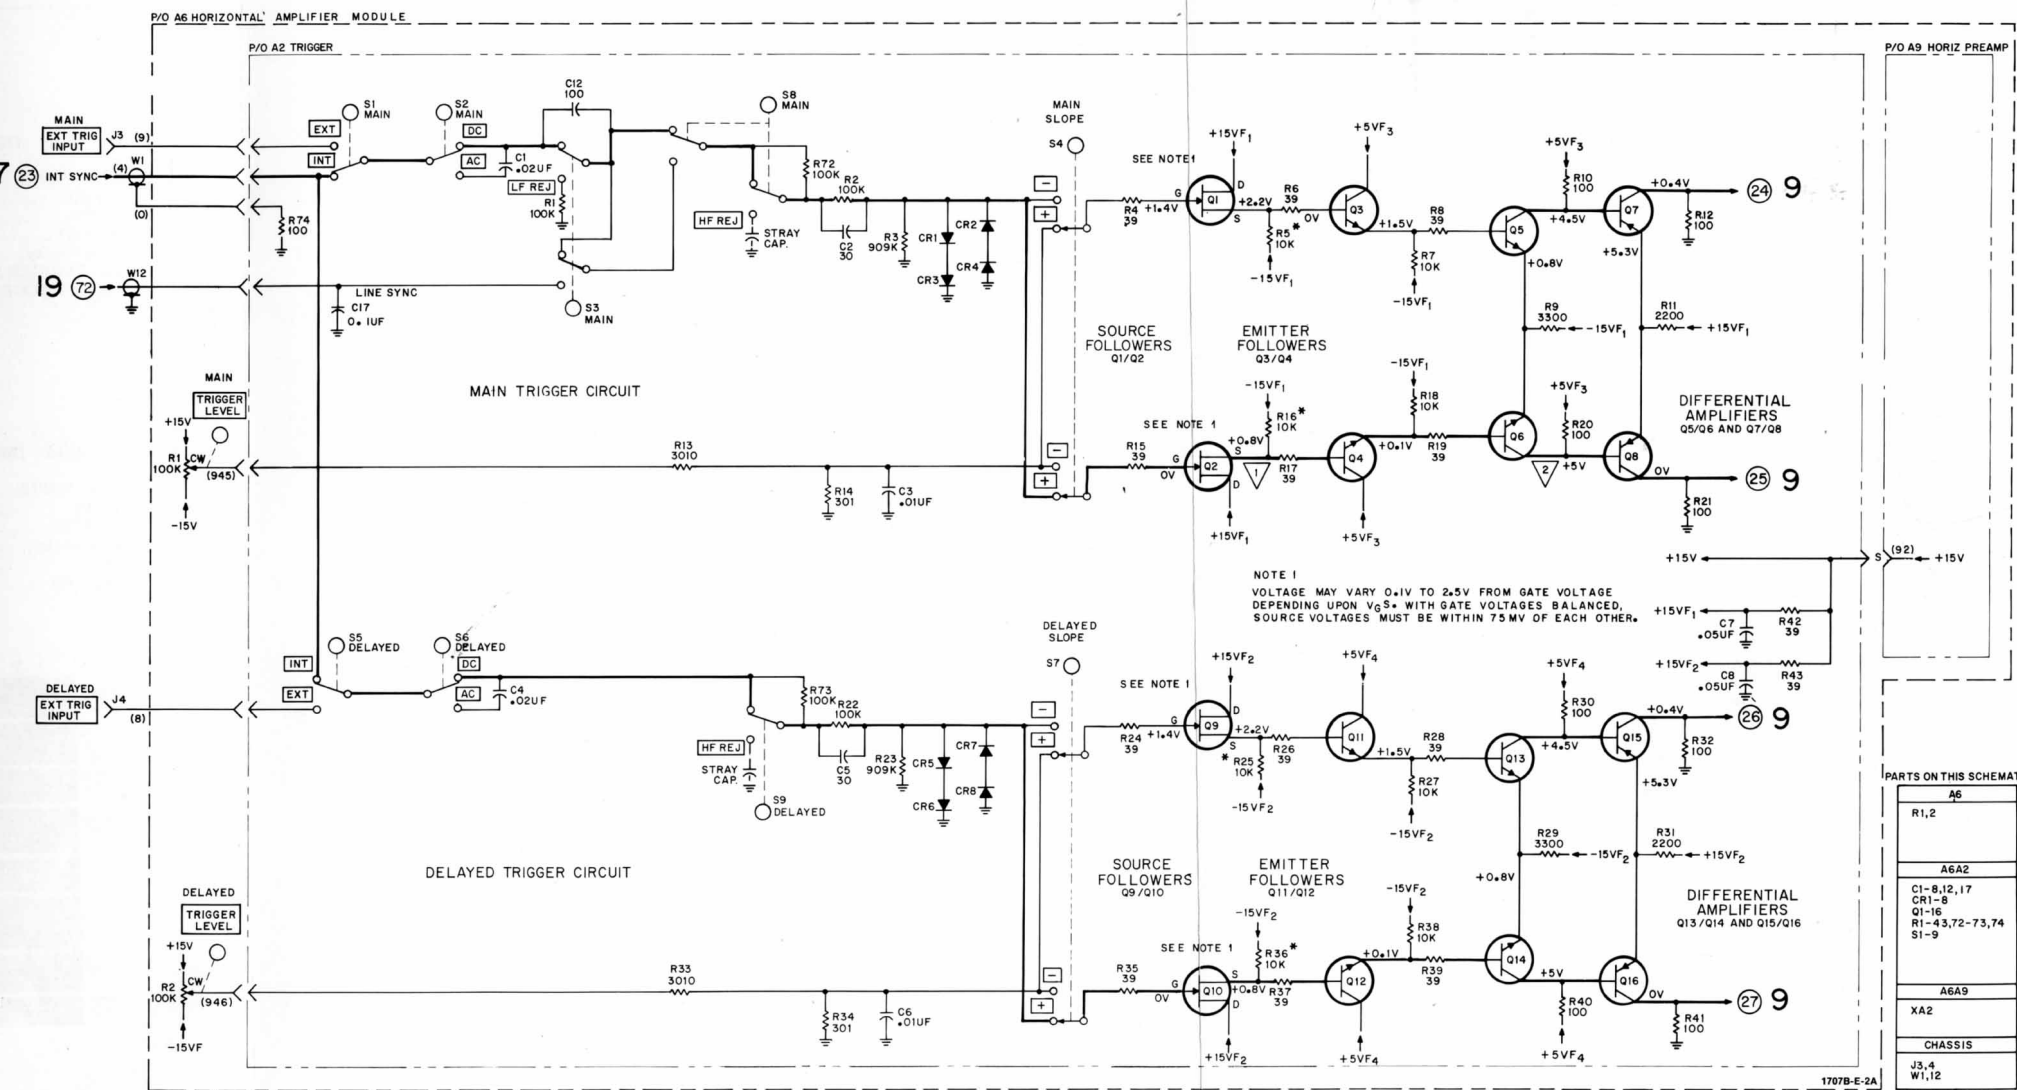 P/O A6 HORIZONTAL AMPLIFIER MODULE
P/O A2 TRIGGER
P/O A9 HORIZ PREAMP
MAIN
EXT TRIG
INPUT
J3
(9)
W1
(4)
7
23
INT SYNC
(0)
R74
100
19
72
W12
EXT
INT
S1
MAIN
S2
MAIN
DC
AC
C12
100
C1
.02UF
LF REJ
R1
100K
LINE SYNC
C17
0.1UF
S3
MAIN
S8
MAIN
HF REJ
STRAY
CAP.
R72
100K
R2
100K
C2
30
R3
909K
CR1
CR2
CR3
CR4
MAIN
SLOPE
S4
-
+
R4
39
+1.4V
SEE NOTE 1
G
Q1
D
S
+15VF1
+2.2V
R6
39
0V
R5 *
10K
-15VF1
+5VF3
Q3
+1.5V
R8
39
R7
10K
-15VF1
Q5
+0.8V
+5VF3
R10
100
+4.5V
Q7
+0.4V
24 9
R12
100
+5.3V
R9
3300
-15VF1
R11
2200
+15VF1
MAIN TRIGGER CIRCUIT
SOURCE
FOLLOWERS
Q1/Q2
EMITTER
FOLLOWERS
Q3/Q4
DIFFERENTIAL
AMPLIFIERS
Q5/Q6 AND Q7/Q8
MAIN
TRIGGER
LEVEL
+15V
R1
100K
CW
(945)
-15V
R13
3010
R14
301
C3
.01UF
-
+
R15
39
SEE NOTE 1
G
0V
Q2
S
D
+0.8V
1
+15VF1
-15VF1
R16 *
10K
R17
39
Q4
+5VF3
-15VF1
R18
10K
+0.1V
R19
39
Q6
+5VF3
R20
100
2
+5V
Q8
0V
25 9
R21
100
+15V
S
(92)
+15V
NOTE 1
VOLTAGE MAY VARY 0.1V TO 2.5V FROM GATE VOLTAGE
DEPENDING UPON VGS. WITH GATE VOLTAGES BALANCED,
SOURCE VOLTAGES MUST BE WITHIN 75MV OF EACH OTHER.
+15VF1
C7
.05UF
R42
39
+15VF2
C8
.05UF
R43
39
DELAYED
EXT TRIG
INPUT
J4
(8)
INT
EXT
S5
DELAYED
S6
DELAYED
DC
AC
C4
.02UF
HF REJ
STRAY
CAP.
S9
DELAYED
R73
100K
R22
100K
C5
30
R23
909K
CR5
CR7
CR6
CR8
DELAYED
SLOPE
S7
-
+
SEE NOTE 1
R24
39
+1.4V
G
Q9
D
S
+15VF2
+2.2V
*
R25
10K
R26
39
-15VF2
+5VF4
Q11
+1.5V
R28
39
R27
10K
-15VF2
Q13
+5VF4
R30
100
+4.5V
Q15
+0.4V
26 9
R32
100
+5.3V
R29
3300
-15VF2
R31
2200
+15VF2
+0.8V
DELAYED TRIGGER CIRCUIT
SOURCE
FOLLOWERS
Q9/Q10
EMITTER
FOLLOWERS
Q11/Q12
DIFFERENTIAL
AMPLIFIERS
Q13/Q14 AND Q15/Q16
DELAYED
TRIGGER
LEVEL
+15V
R2
100K
CW
(946)
-15VF
R33
3010
R34
301
C6
.01UF
-
+
R35
39
SEE NOTE 1
G
0V
Q10
S
D
+0.8V
+15VF2
-15VF2
R36 *
10K
R37
39
Q12
+5VF4
-15VF2
R38
10K
+0.1V
R39
39
Q14
+5V
R40
100
+5VF4
Q16
0V
27 9
R41
100
PARTS ON THIS SCHEMAT
A6
R1,2
A6A2
C1-8,12,17
CR1-8
Q1-16
R1-43,72-73,74
S1-9
A6A9
XA2
CHASSIS
J3,4
W1,12
1707B-E-2A